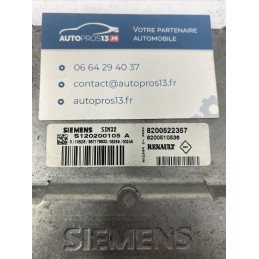 AUTOPROS13.FR
VOTRE PARTENAIRE
AUTOMOBILE
06 64 29 40 37
contact@autopros13.fr
autopros13.fr
SIEMENS SIM32
S120200105 A
8200522357
8200510536
RENAULT
SIEMENS